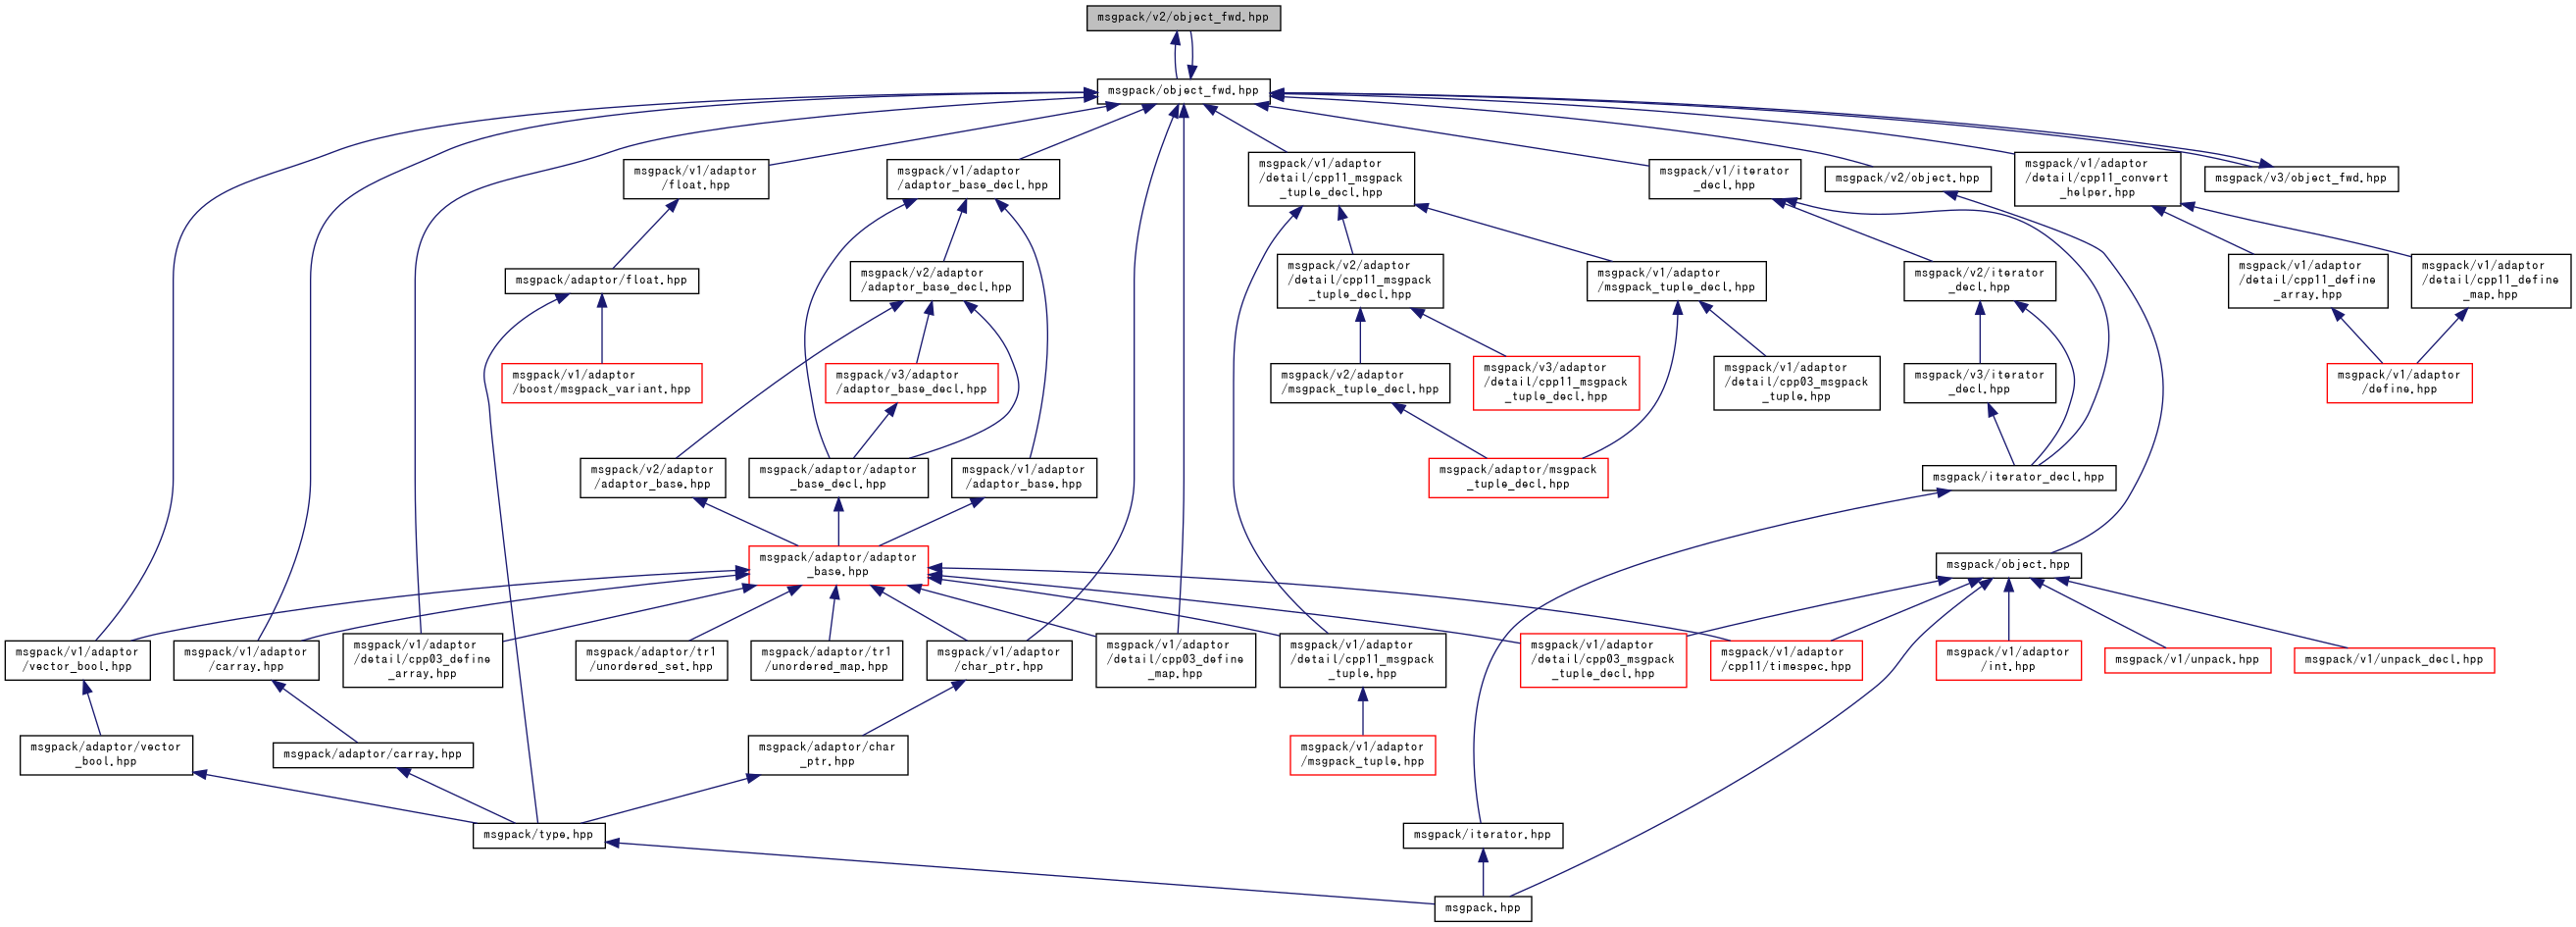 msgpack/v2/object_fwd.hpp
msgpack/object_fwd.hpp
msgpack/v1/adaptor
/float.hpp
msgpack/v1/adaptor
/adaptor_base_decl.hpp
msgpack/v1/adaptor
/detail/cpp11_msgpack
_tuple_decl.hpp
msgpack/v1/iterator
_decl.hpp
msgpack/v2/object.hpp
msgpack/v1/adaptor
/detail/cpp11_convert
_helper.hpp
msgpack/v3/object_fwd.hpp
msgpack/adaptor/float.hpp
msgpack/v2/adaptor
/adaptor_base_decl.hpp
msgpack/v2/adaptor
/detail/cpp11_msgpack
_tuple_decl.hpp
msgpack/v1/adaptor
/msgpack_tuple_decl.hpp
msgpack/v2/iterator
_decl.hpp
msgpack/v1/adaptor
/detail/cpp11_define
_array.hpp
msgpack/v1/adaptor
/detail/cpp11_define
_map.hpp
msgpack/v1/adaptor
/boost/msgpack_variant.hpp
msgpack/v3/adaptor
/adaptor_base_decl.hpp
msgpack/v2/adaptor
/msgpack_tuple_decl.hpp
msgpack/v3/adaptor
/detail/cpp11_msgpack
_tuple_decl.hpp
msgpack/v1/adaptor
/detail/cpp03_msgpack
_tuple.hpp
msgpack/v3/iterator
_decl.hpp
msgpack/v1/adaptor
/define.hpp
msgpack/v2/adaptor
/adaptor_base.hpp
msgpack/adaptor/adaptor
_base_decl.hpp
msgpack/v1/adaptor
/adaptor_base.hpp
msgpack/adaptor/msgpack
_tuple_decl.hpp
msgpack/iterator_decl.hpp
msgpack/adaptor/adaptor
_base.hpp
msgpack/object.hpp
msgpack/v1/adaptor
/vector_bool.hpp
msgpack/v1/adaptor
/carray.hpp
msgpack/v1/adaptor
/detail/cpp03_define
_array.hpp
msgpack/adaptor/tr1
/unordered_set.hpp
msgpack/adaptor/tr1
/unordered_map.hpp
msgpack/v1/adaptor
/char_ptr.hpp
msgpack/v1/adaptor
/detail/cpp03_define
_map.hpp
msgpack/v1/adaptor
/detail/cpp11_msgpack
_tuple.hpp
msgpack/v1/adaptor
/detail/cpp03_msgpack
_tuple_decl.hpp
msgpack/v1/adaptor
/cpp11/timespec.hpp
msgpack/v1/adaptor
/int.hpp
msgpack/v1/unpack.hpp
msgpack/v1/unpack_decl.hpp
msgpack/adaptor/vector
_bool.hpp
msgpack/adaptor/carray.hpp
msgpack/adaptor/char
_ptr.hpp
msgpack/v1/adaptor
/msgpack_tuple.hpp
msgpack/type.hpp
msgpack/iterator.hpp
msgpack.hpp